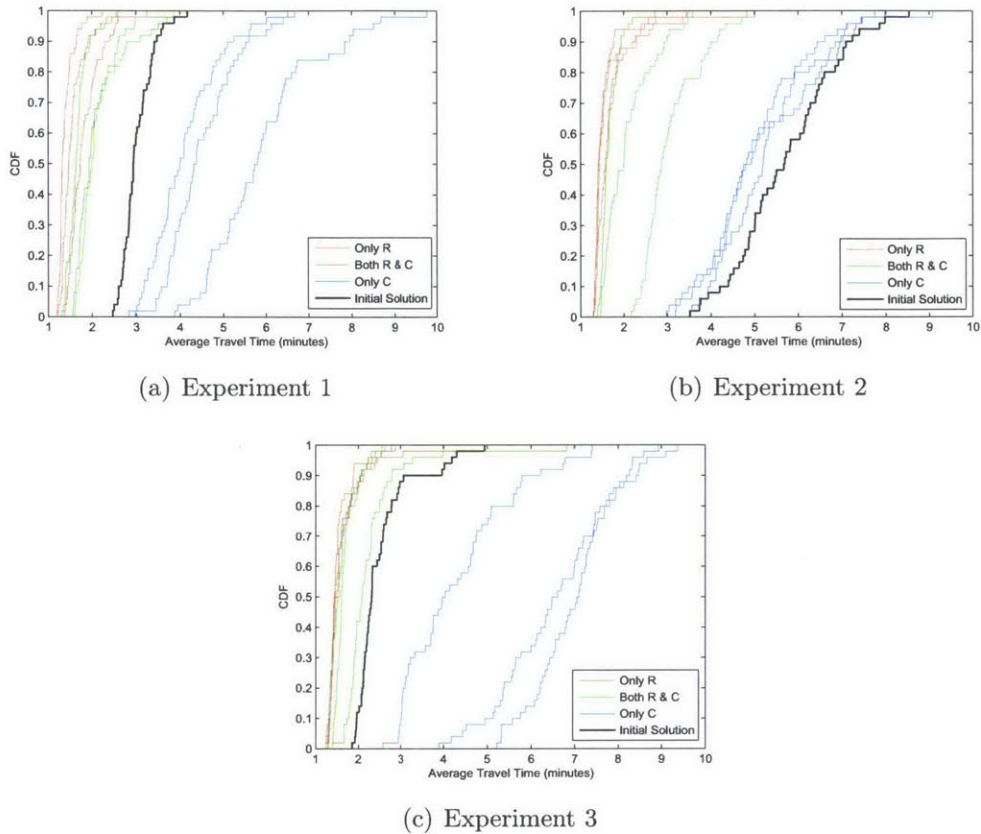 1
0.9
0.8
0.7
0.6
0.5
0.4
0.3
0.2
0.1
0
CDF
Only R
Both R & C
Only C
Initial Solution
1 2 3 4 5 6 7 8 9 10
Average Travel Time (minutes)
(a) Experiment 1
1
0.9
0.8
0.7
0.6
0.5
0.4
0.3
0.2
0.1
0
CDF
Only R
Both R & C
Only C
Initial Solution
1 2 3 4 5 6 7 8 9 10
Average Travel Time (minutes)
(b) Experiment 2
1
0.9
0.8
0.7
0.6
0.5
0.4
0.3
0.2
0.1
0
CDF
Only R
Both R & C
Only C
Initial Solution
1 2 3 4 5 6 7 8 9 10
Average Travel Time (minutes)
(c) Experiment 3